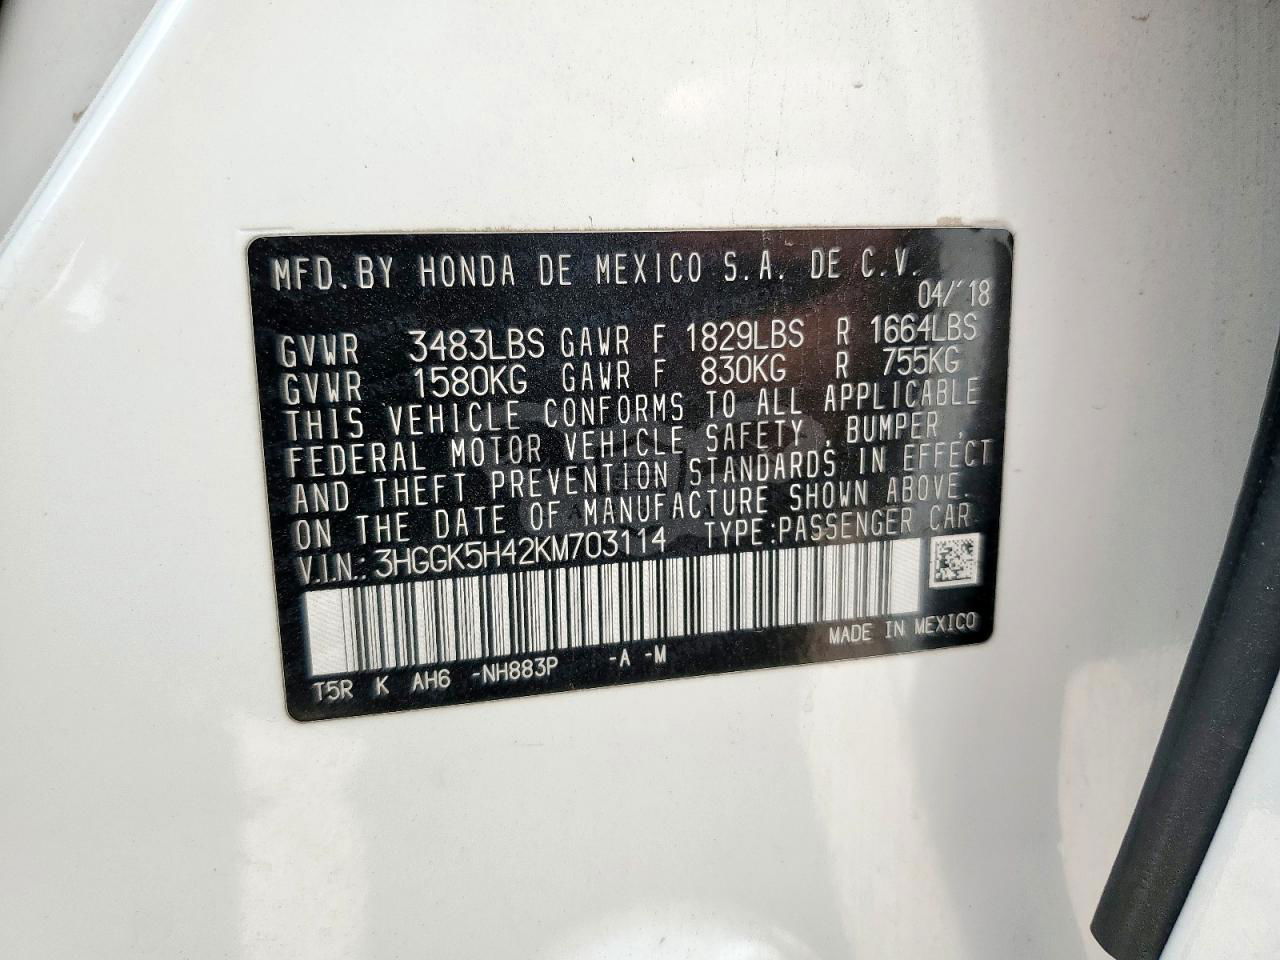 MFD.BY HONDA DE MEXICO S.A. DE C.V.
04/'18
GVWR 3483LBS GAWR F 1829LBS R 1664LBS
GVWR 1580KG GAWR F 830KG R 755KG
THIS VEHICLE CONFORMS TO ALL APPLICABLE
FEDERAL MOTOR VEHICLE SAFETY, BUMPER,
AND THEFT PREVENTION STANDARDS IN EFFECT
ON THE DATE OF MANUFACTURE SHOWN ABOVE.
V.I.N.: 3HGGK5H42KM703114 TYPE:PASSENGER CAR
MADE IN MEXICO
T5R K AH6 -NH883P -A -M